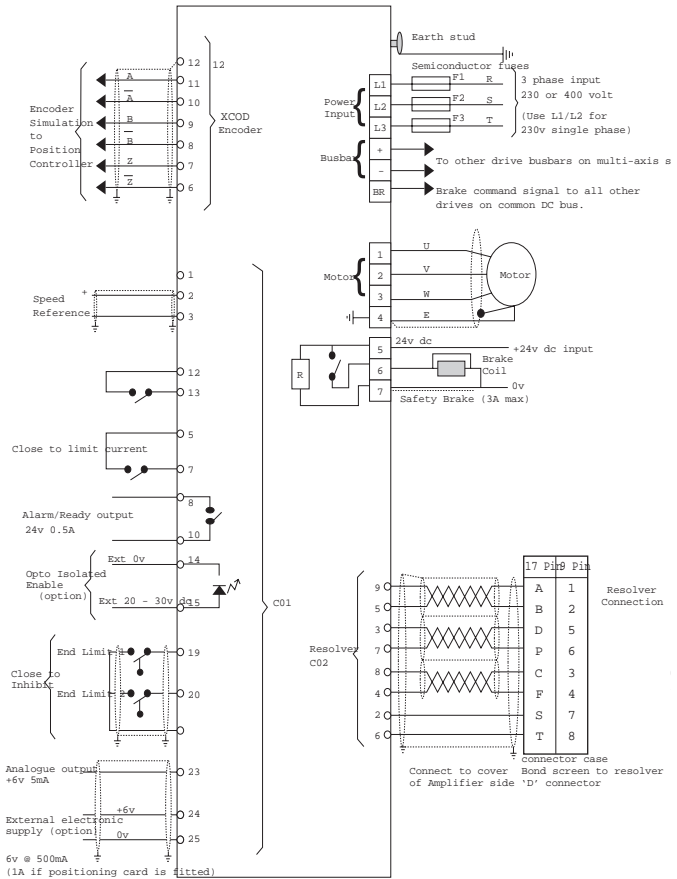 Earth stud
Semiconductor fuses
12 12
A
11
A
10
B
9
B
8
Z
7
Z
6
Encoder
Simulation
to
Position
Controller
XCOD
Encoder
Power
Input
L1 F1 R
L2 F2 S
L3 F3 T
3 phase input
230 or 400 volt
(Use L1/L2 for
230v single phase)
Busbar
+
-
To other drive busbars on multi-axis s
BR
Brake command signal to all other
drives on common DC bus.
Motor
1 U
2 V
3 W
4 E
Motor
5 24v dc
+24v dc input
6
Brake
Coil
7
0v
Safety Brake (3A max)
R
1
+
2
3
Speed
Reference
12
13
5
Close to limit current
7
8
Alarm/Ready output
24v 0.5A
10
Ext 0v
14
Opto Isolated
Enable
(option)
Ext 20 - 30v dc
15
C01
End Limit 1
19
Close to
Inhibit
End Limit 2
20
Analogue output
+6v 5mA
23
+6v
24
External electronic
supply (option)
0v
25
6v @ 500mA
(1A if positioning card is fitted)
Resolver
C02
17 Pin 9 Pin
9 A 1
5 B 2
3 D 5
7 P 6
8 C 3
4 F 4
2 S 7
6 T 8
Resolver
Connection
connector case
Connect to cover Bond screen to resolver
of Amplifier side ‘D’ connector